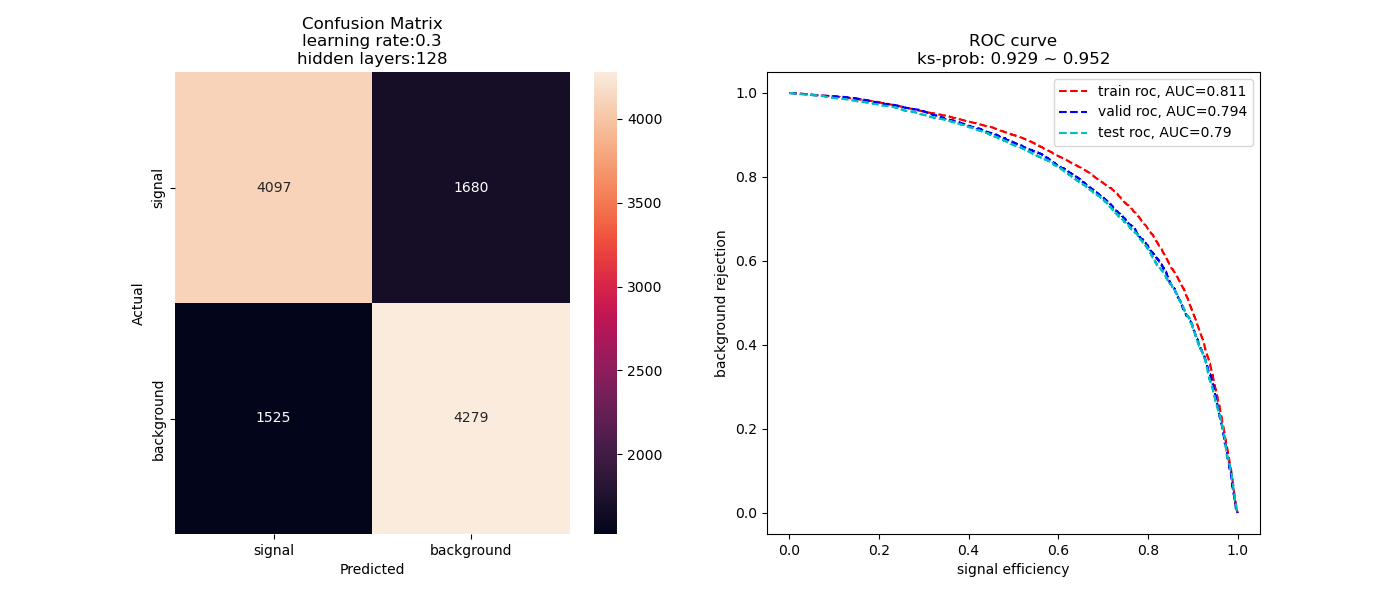 Confusion Matrix
learning rate:0.3
hidden layers:128
signal
background
Actual
4097
1680
1525
4279
signal
background
Predicted
4000
3500
3000
2500
2000
ROC curve
ks-prob: 0.929 ~ 0.952
train roc, AUC=0.811
valid roc, AUC=0.794
test roc, AUC=0.79
background rejection
1.0
0.8
0.6
0.4
0.2
0.0
0.0
0.2
0.4
0.6
0.8
1.0
signal efficiency